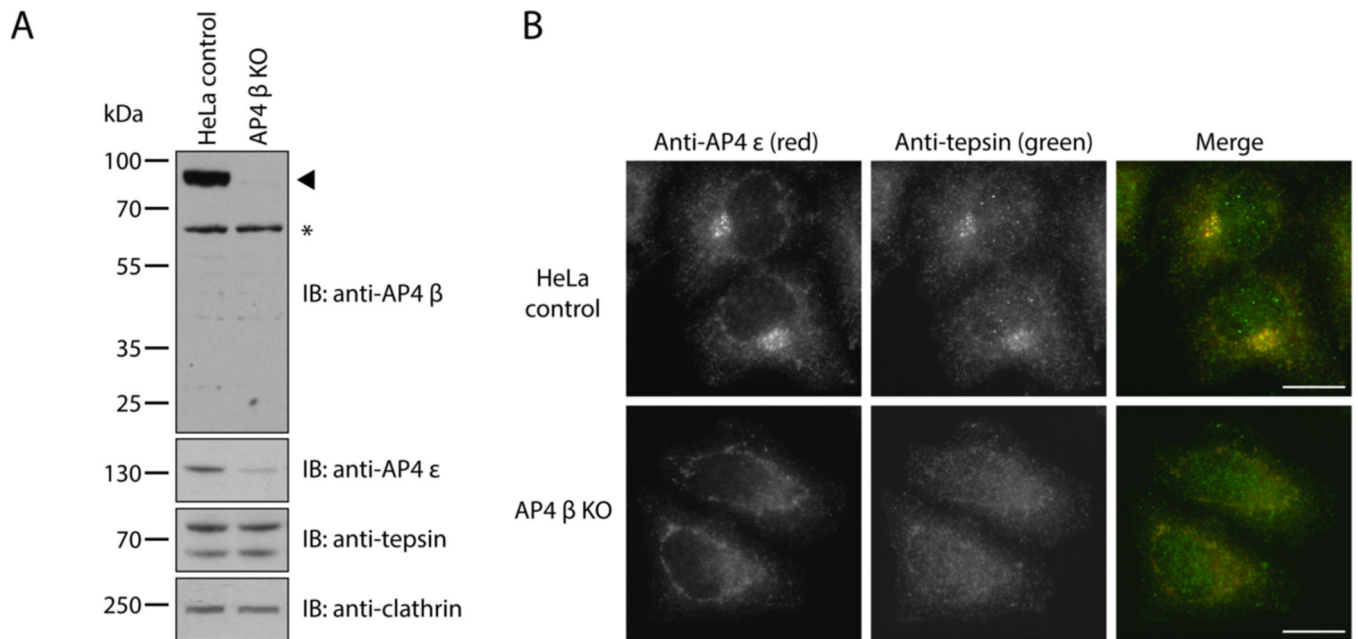 A
HeLa control
AP4 β KO
kDa
100
70
*
55
IB: anti-AP4 β
35
25
130
IB: anti-AP4 ε
70
IB: anti-tepsin
250
IB: anti-clathrin
B
Anti-AP4 ε (red)
Anti-tepsin (green)
Merge
HeLa
control
AP4 β KO